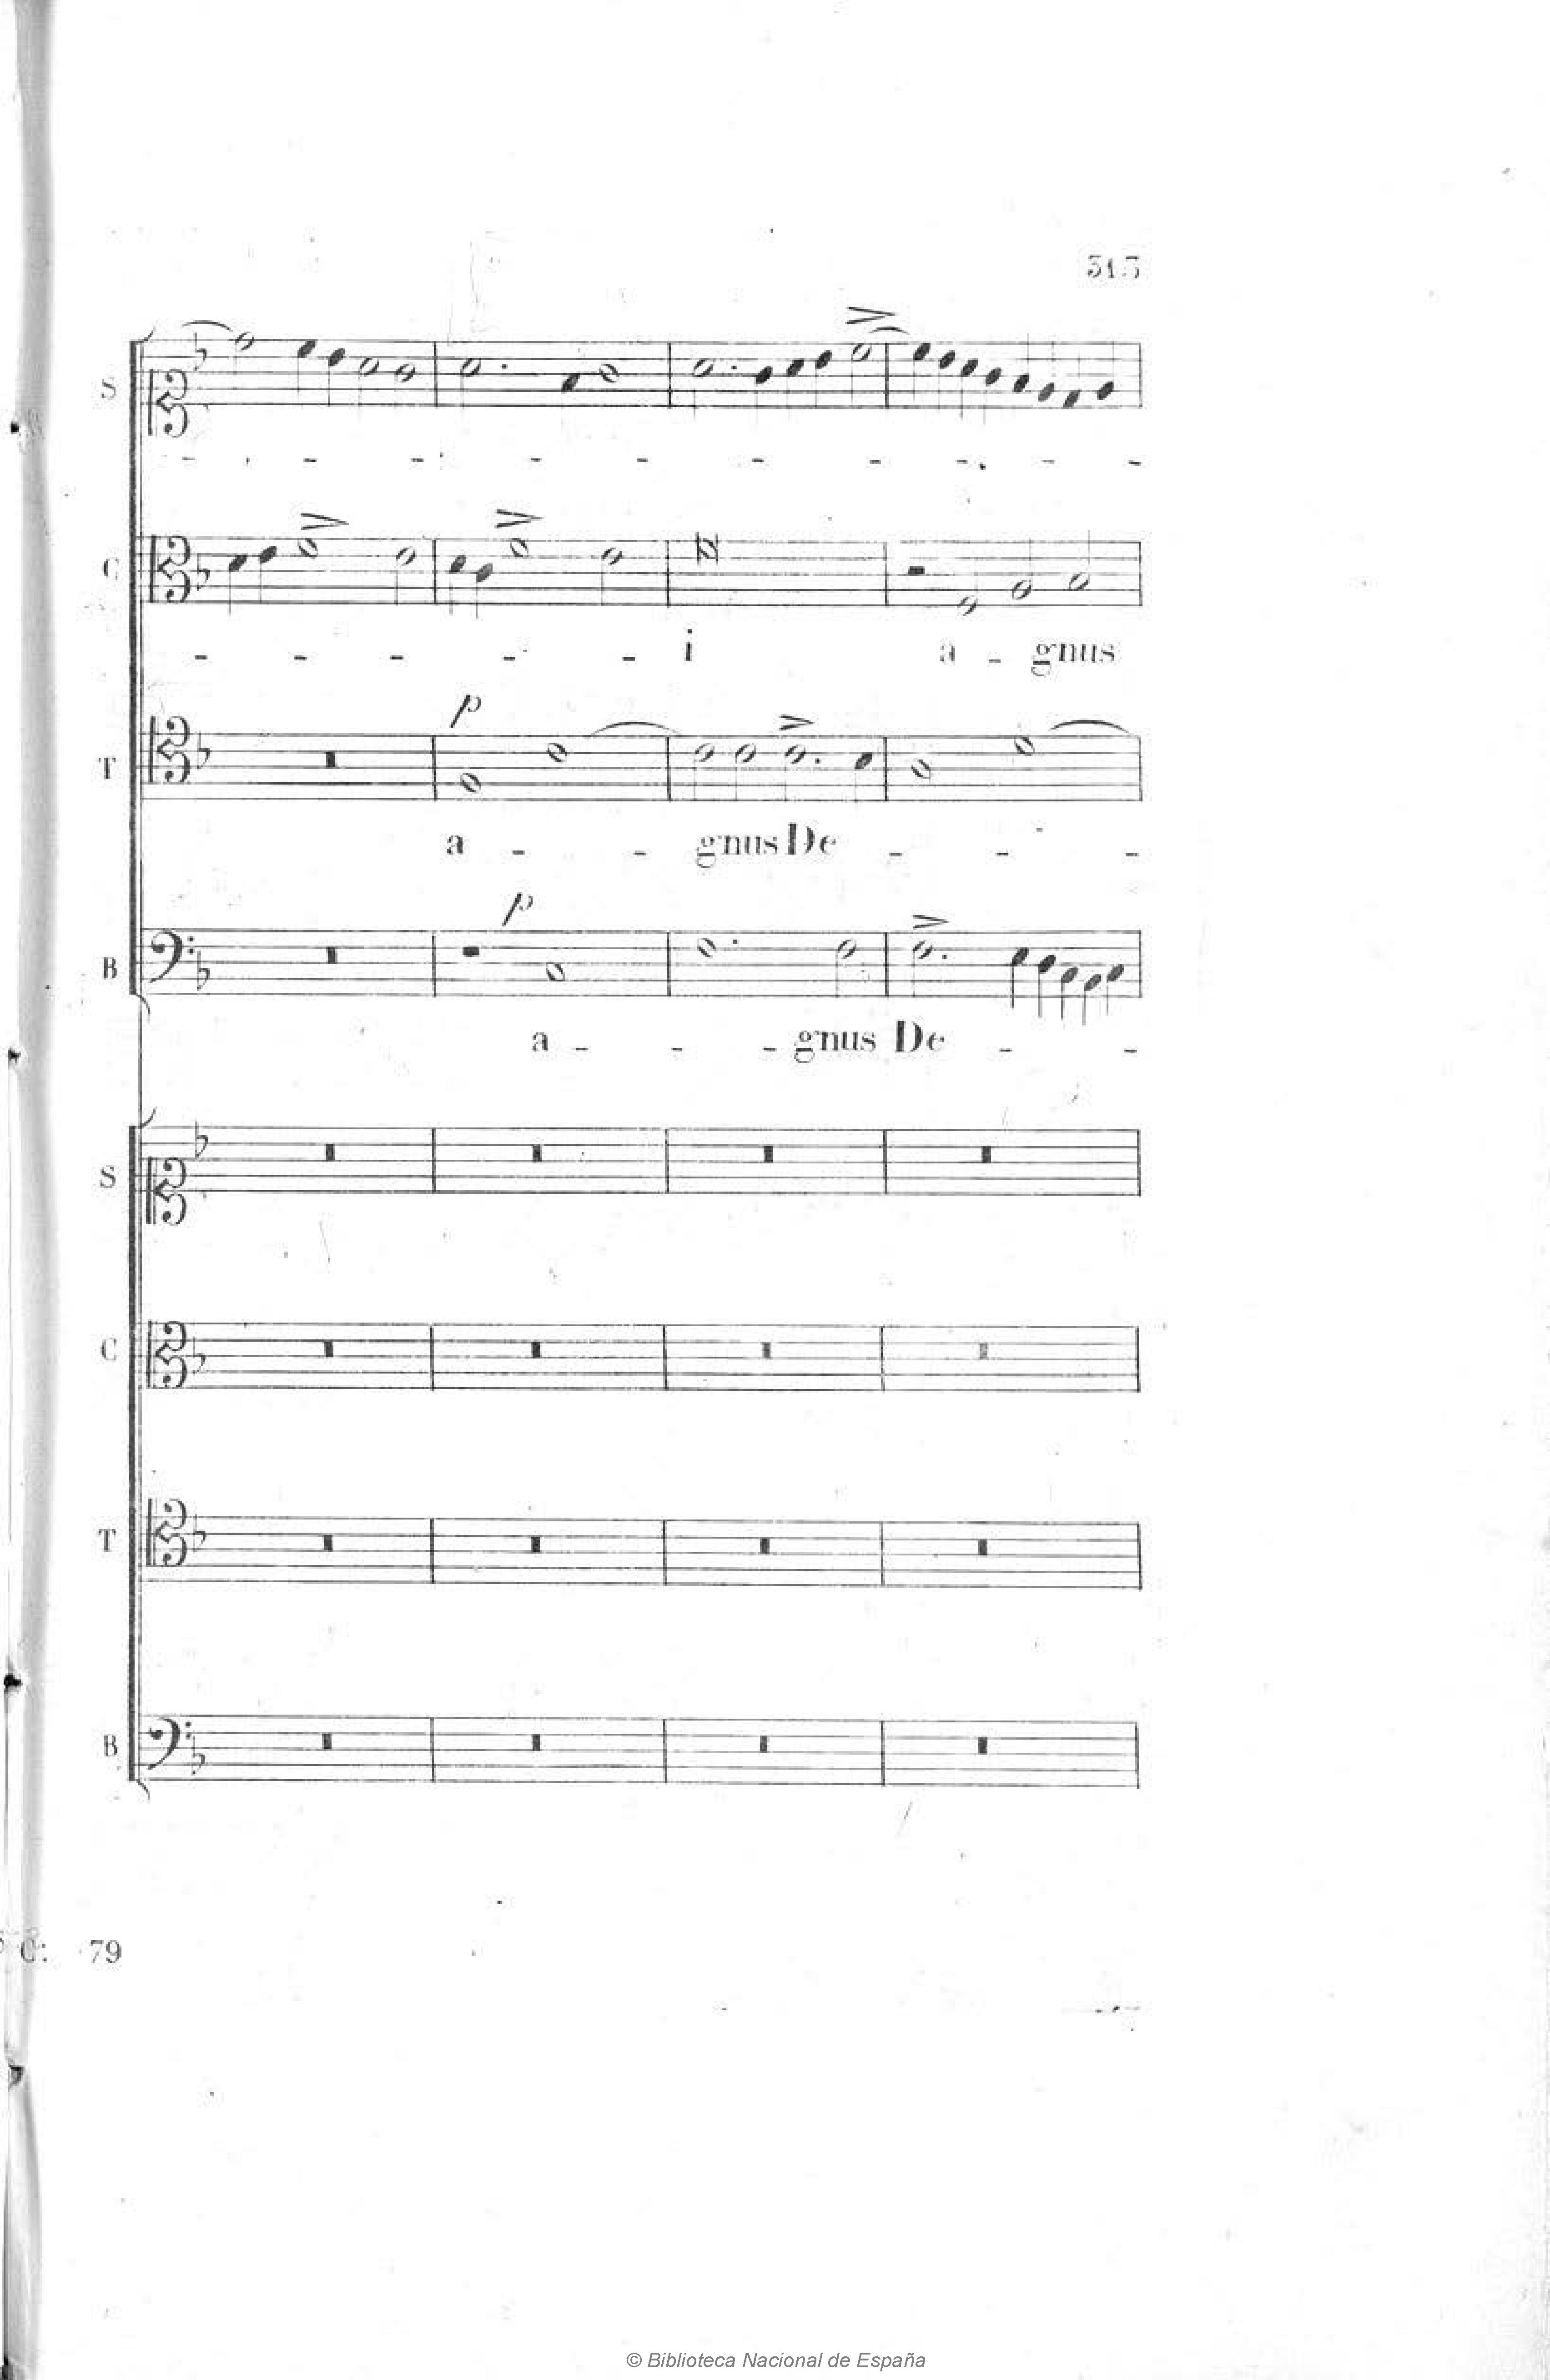 313
S
C
i a - gnus
p
T
a - - gnus De - - -
p
B
a - - - gnus De - -
S
C
T
B
C: 79
© Biblioteca Nacional de España